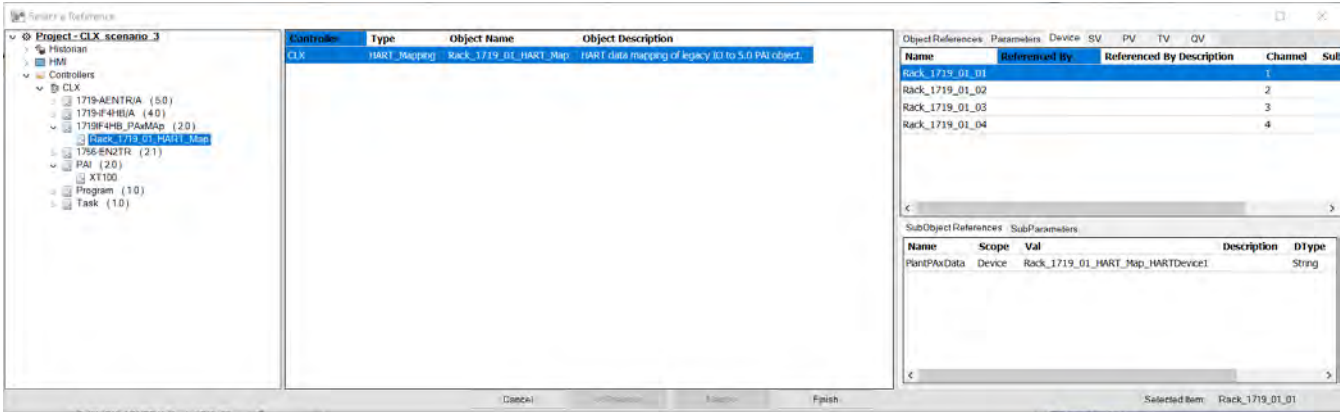 Select a Reference
Project - CLX_scenario_3
Historian
HMI
Controllers
CLX
1719-AENTR/A (5.0)
1719-IF4HB/A (4.0)
1719IF4HB_PAxMAp (2.0)
Rack_1719_01_HART_Map
1756-EN2TR (2.1)
PAI (2.0)
XT100
Program (1.0)
Task (1.0)
Controller Type Object Name Object Description
CLX HART_Mapping Rack_1719_01_HART_Map HART data mapping of legacy IO to 5.0 PAI object.
Object References Parameters Device SV PV TV QV
Name Referenced By Referenced By Description Channel Sub
Rack_1719_01_01 1
Rack_1719_01_02 2
Rack_1719_01_03 3
Rack_1719_01_04 4
SubObject References SubParameters
Name Scope Val Description DType
PlantPAxData Device Rack_1719_01_HART_Map_HARTDevice1 String
Cancel Finish Selected Item: Rack_1719_01_01